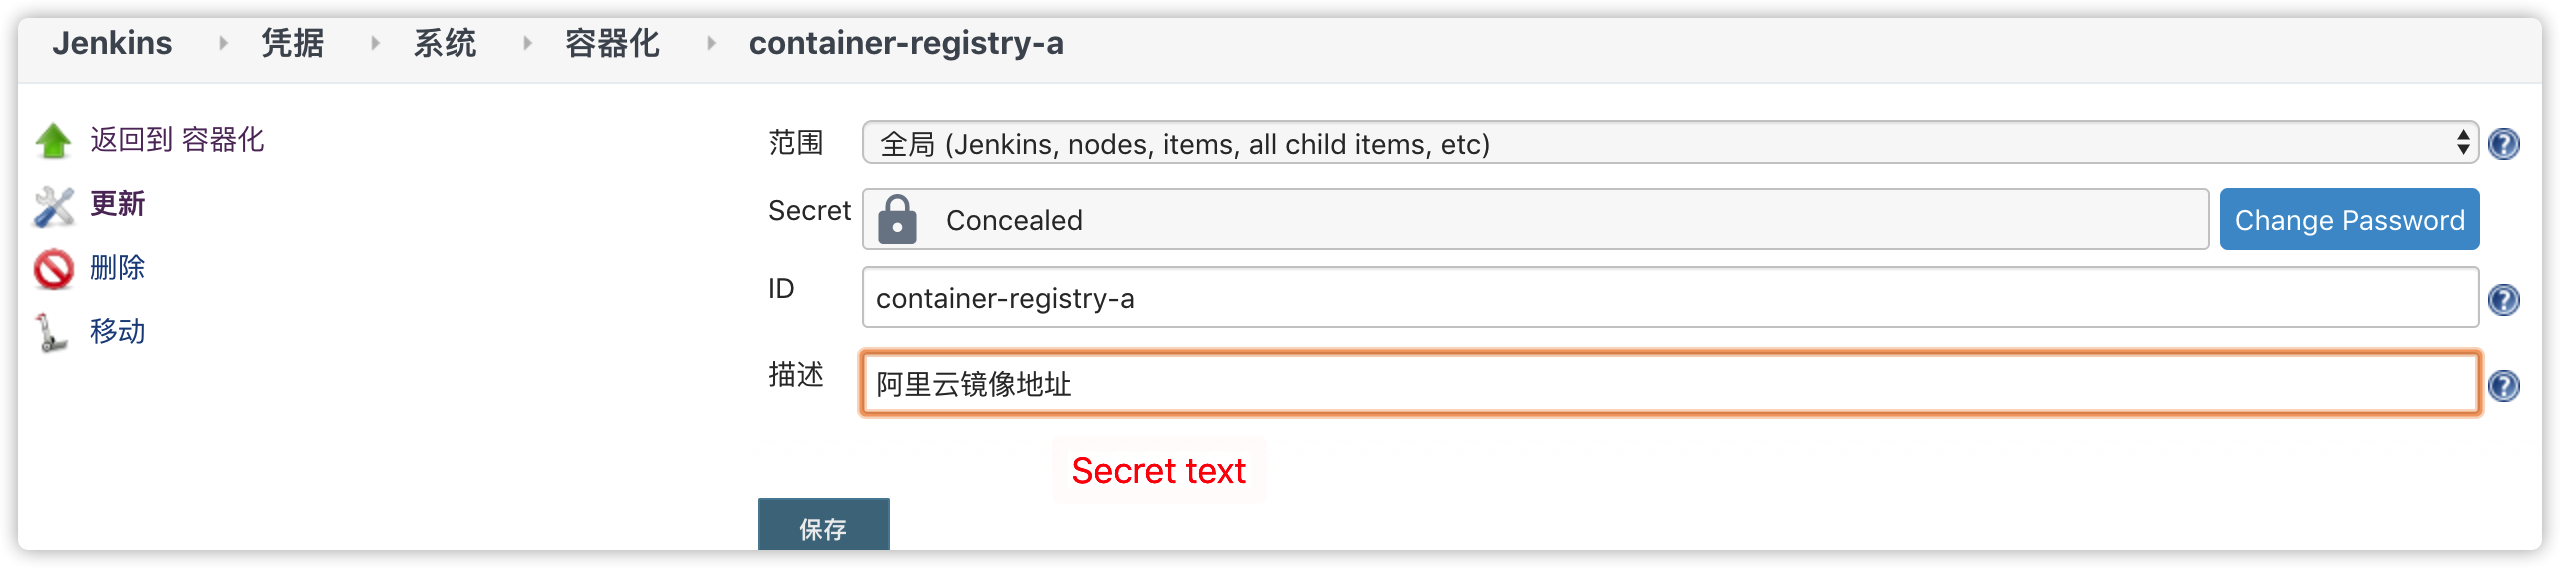 Jenkins 凭据 系统 容器化 container-registry-a
返回到 容器化
更新
删除
移动
范围 全局 (Jenkins, nodes, items, all child items, etc)
Secret Concealed Change Password
ID container-registry-a
描述 阿里云镜像地址
Secret text
保存